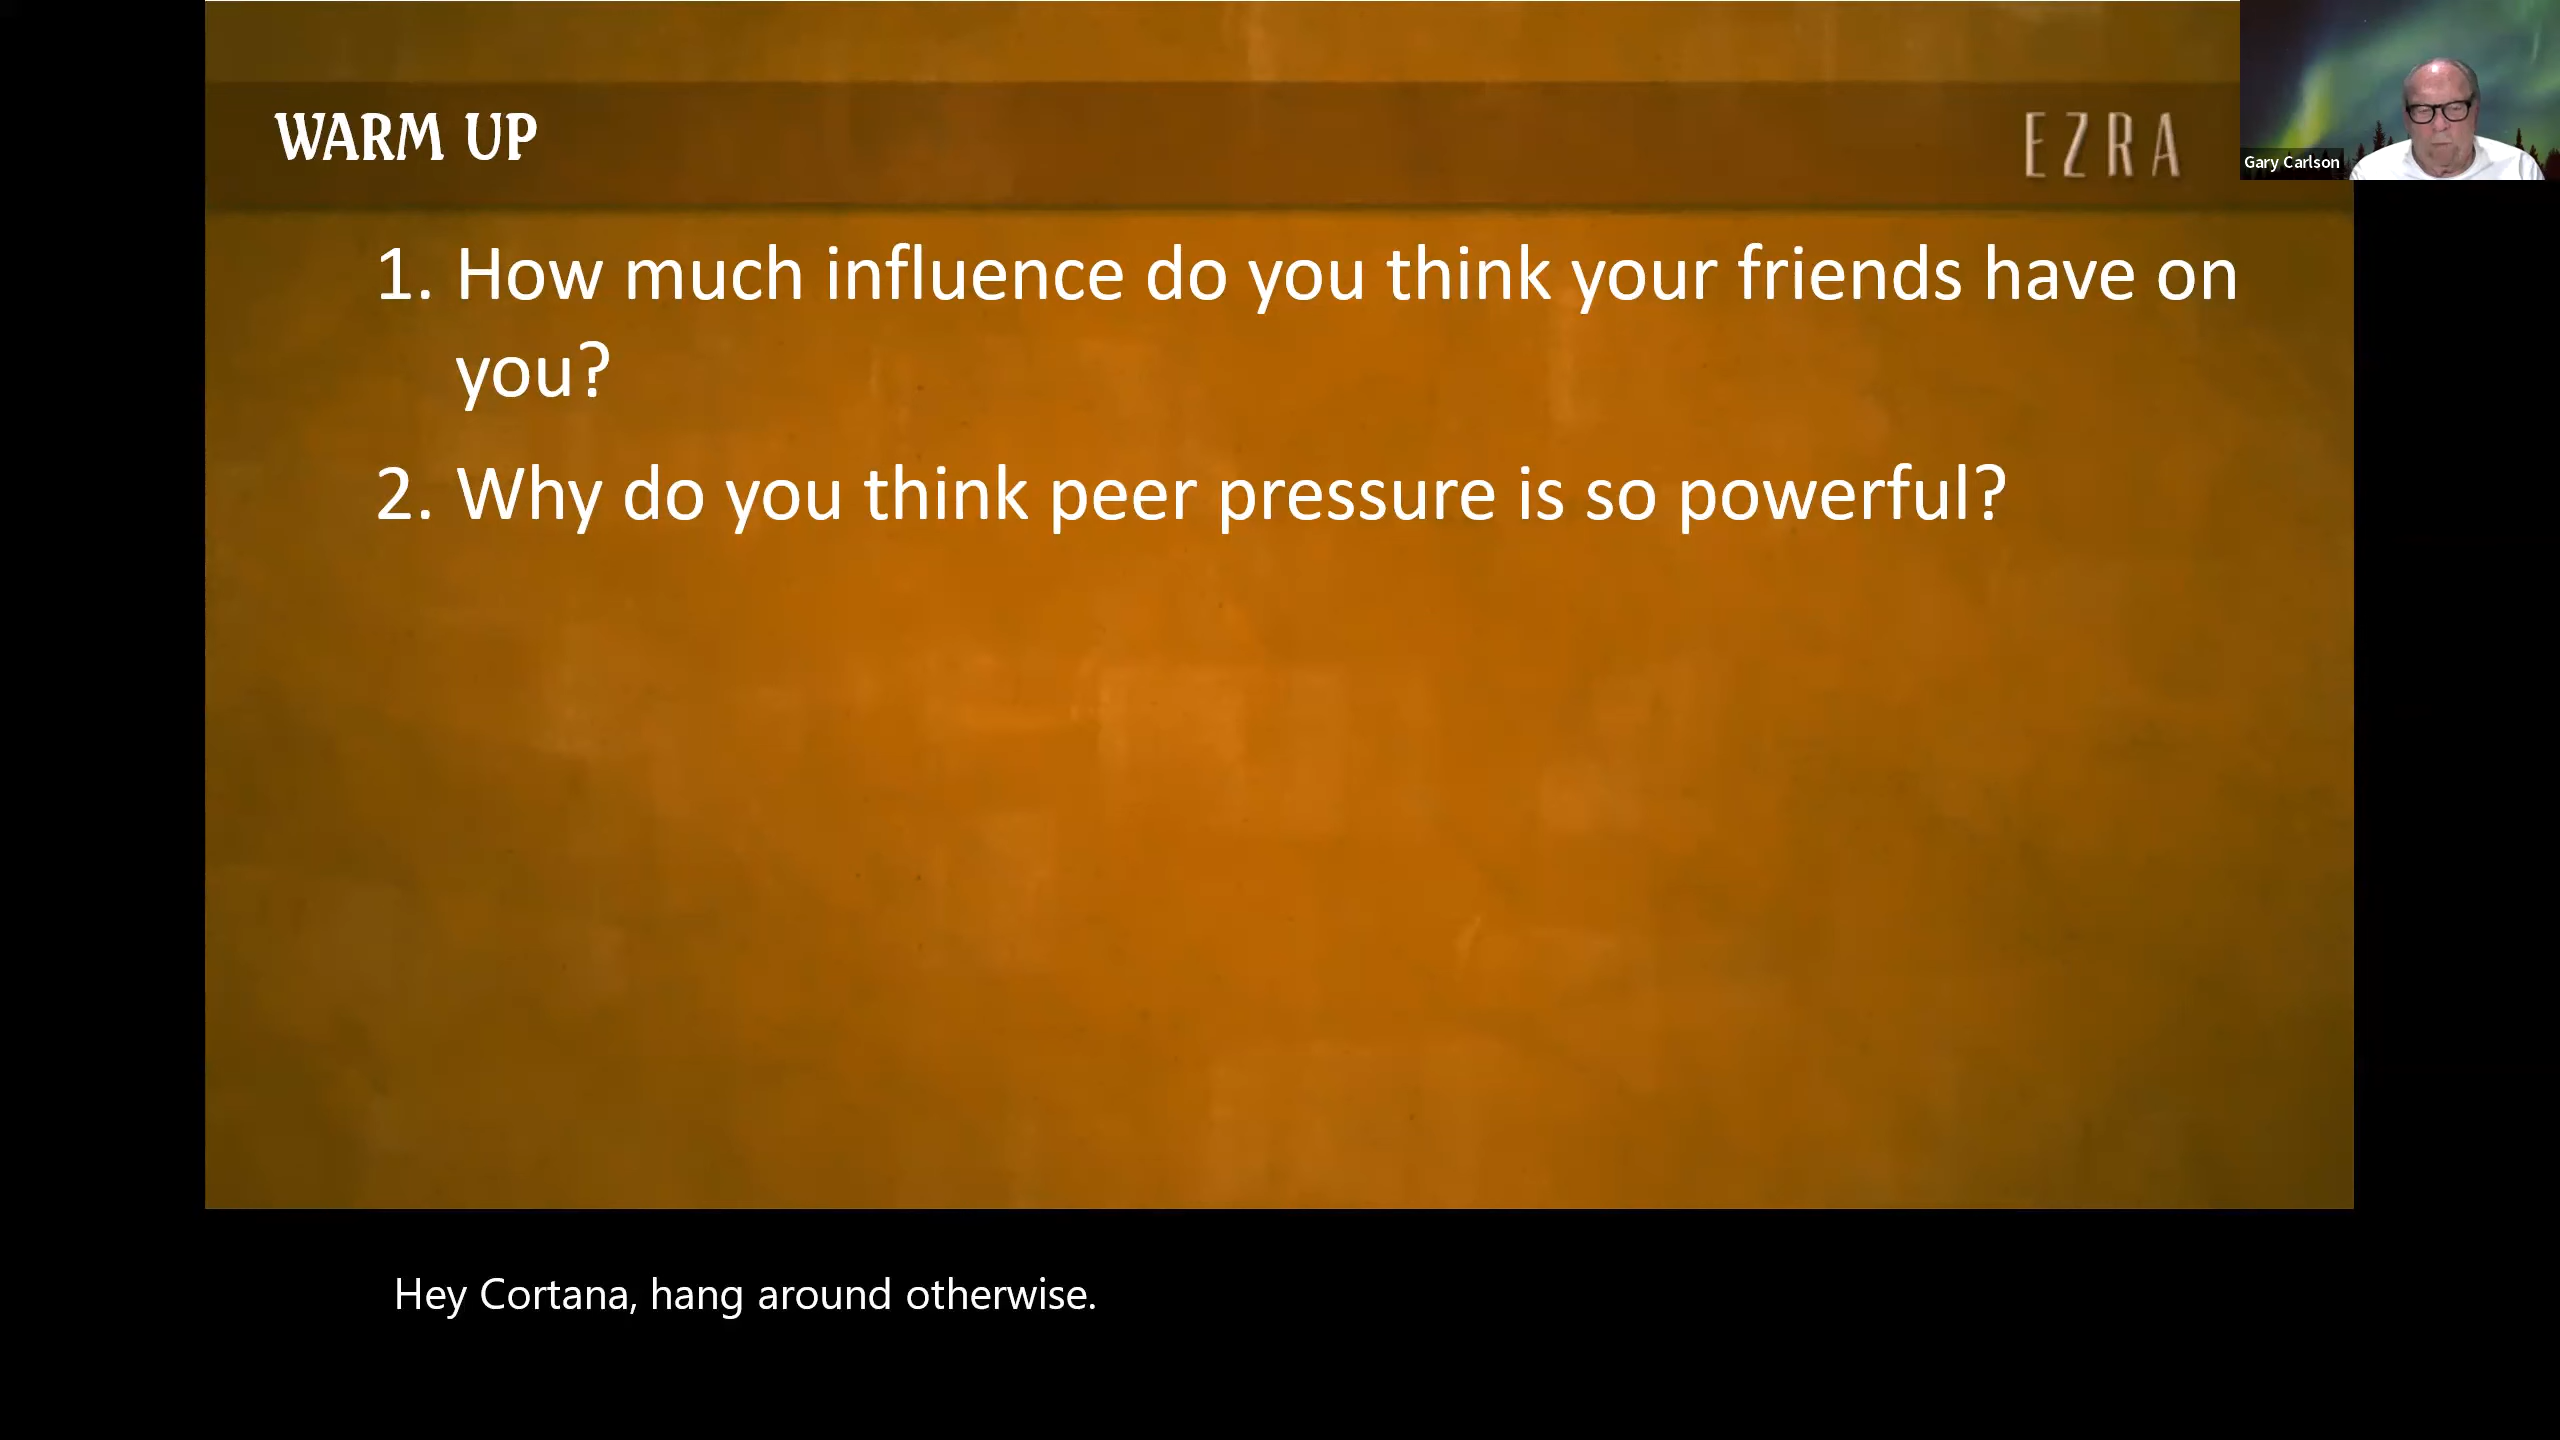 WARM UP
EZRA
Gary Carlson
1. How much influence do you think your friends have on
you?
2. Why do you think peer pressure is so powerful?
Hey Cortana, hang around otherwise.